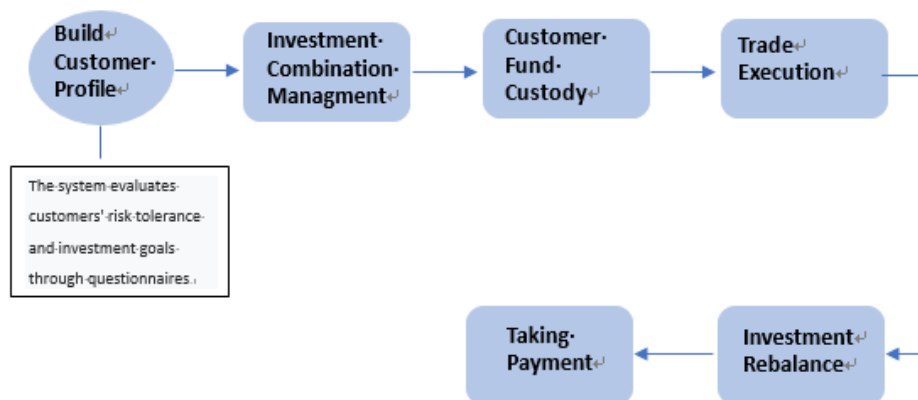 Build
Customer
Profile
Investment
Combination
Managment
Customer
Fund
Custody
Trade
Execution
The system evaluates
customers' risk tolerance
and investment goals
through questionnaires.
Taking
Payment
Investment
Rebalance